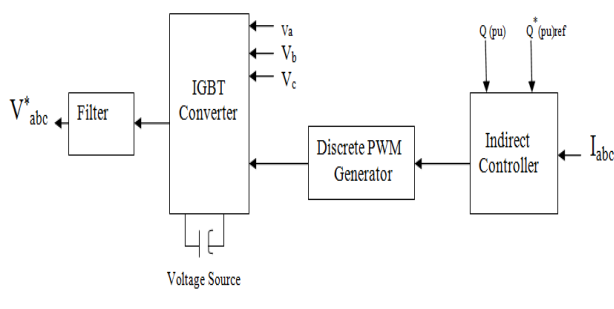 Va
Vb
Vc
Q (pu)
Q*(pu)ref
IGBT
Converter
V*abc
Filter
Discrete PWM
Generator
Indirect
Controller
Iabc
Voltage Source